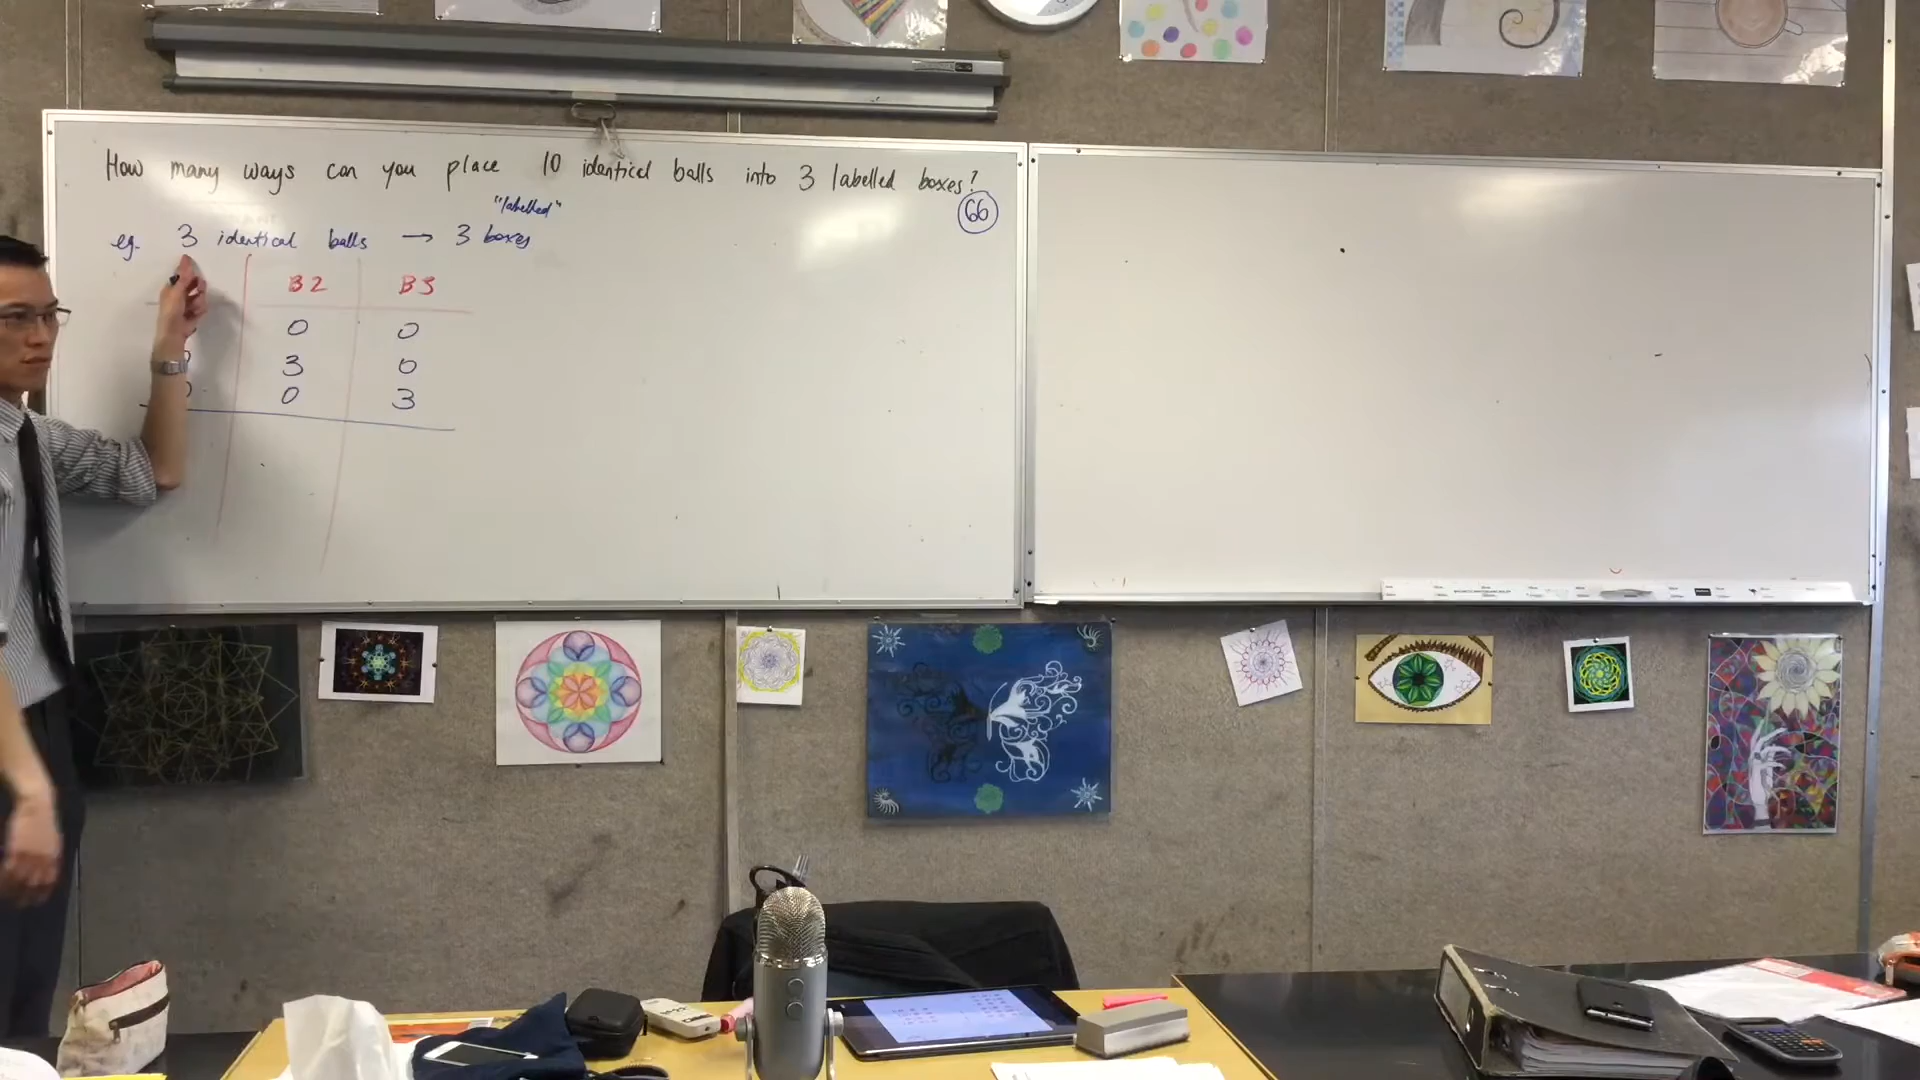 How many ways can you place 10 identical balls into 3 labelled boxes?
66
"labelled"
eg. 3 identical balls → 3 boxes
B2 B3
0 0
3 0
0 3